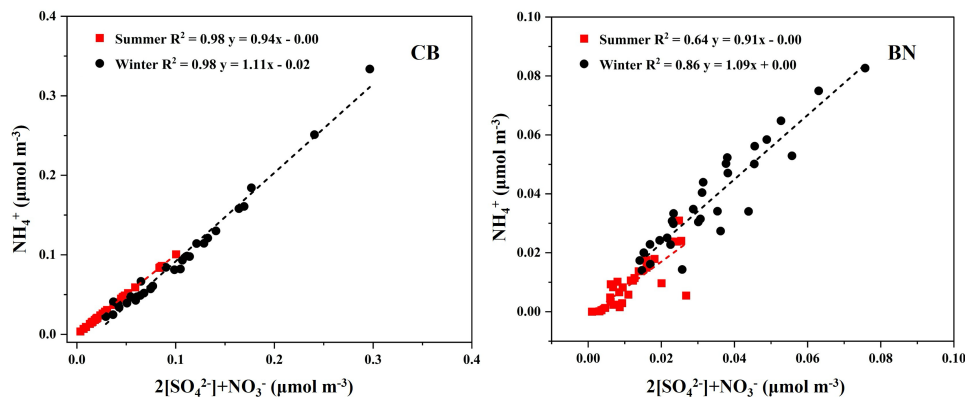 Summer R² = 0.98 y = 0.94x - 0.00
Winter R² = 0.98 y = 1.11x - 0.02
CB
0.4
0.3
0.2
0.1
0.0
NH₄⁺ (μmol m⁻³)
0.0 0.1 0.2 0.3 0.4
2[SO₄²⁻]+NO₃⁻ (μmol m⁻³)
Summer R² = 0.64 y = 0.91x - 0.00
Winter R² = 0.86 y = 1.09x + 0.00
BN
0.10
0.08
0.06
0.04
0.02
0.00
NH₄⁺ (μmol m⁻³)
0.00 0.02 0.04 0.06 0.08 0.10
2[SO₄²⁻]+NO₃⁻ (μmol m⁻³)